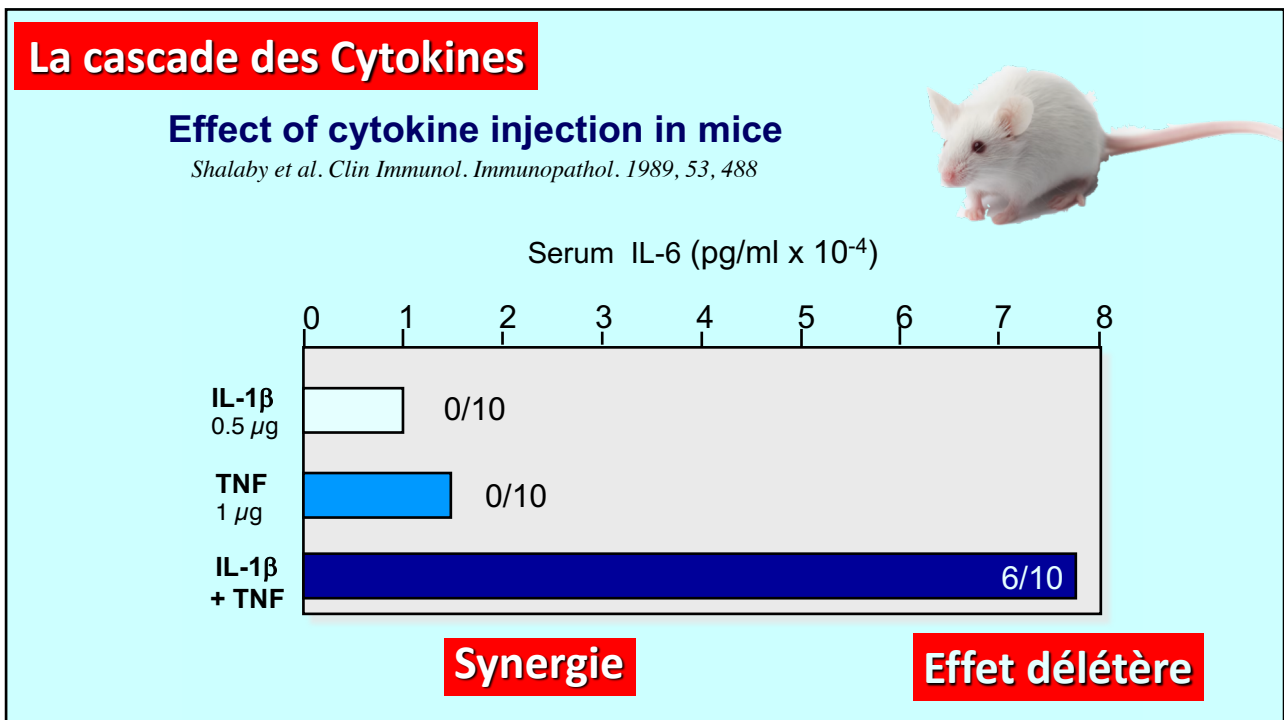 La cascade des Cytokines
Effect of cytokine injection in mice
Shalaby et al. Clin Immunol. Immunopathol. 1989, 53, 488
Serum IL-6 (pg/ml x 10⁻⁴)
0 1 2 3 4 5 6 7 8
IL-1β
0.5 µg
0/10
TNF
1 µg
0/10
IL-1β
+ TNF
6/10
Synergie
Effet délétère